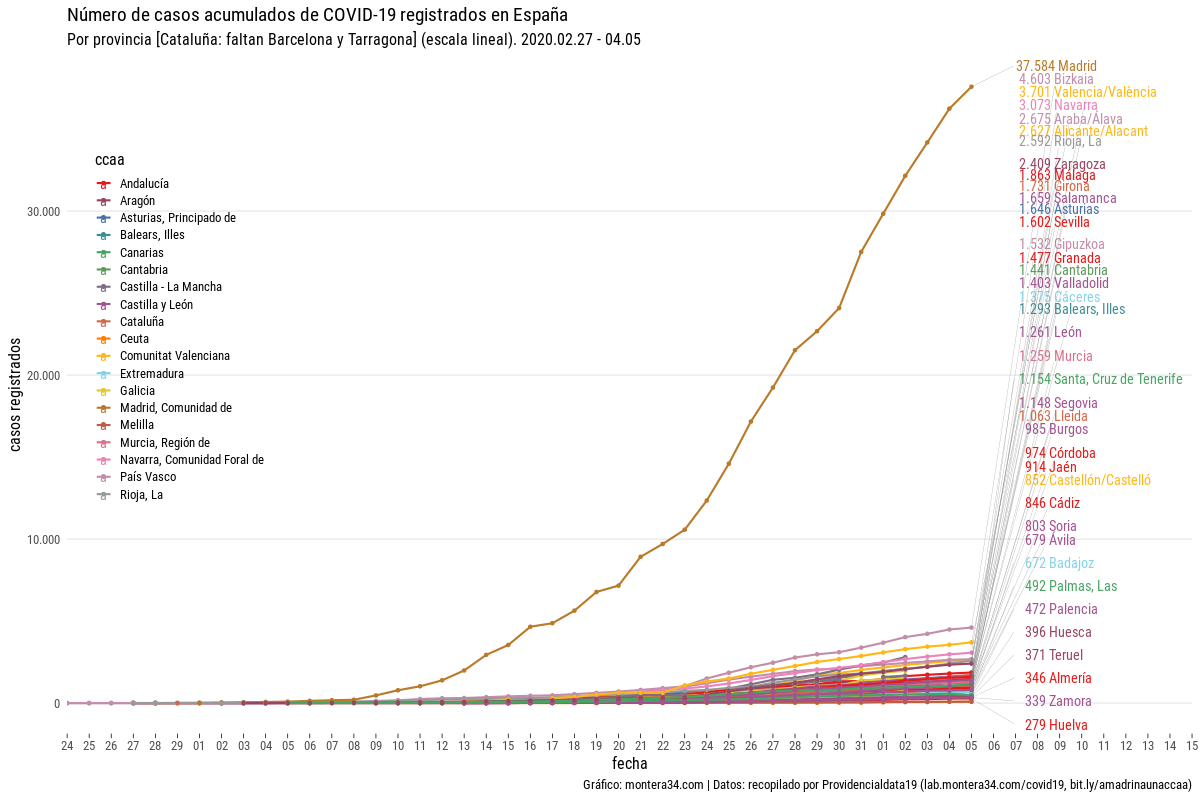 Número de casos acumulados de COVID-19 registrados en España
Por provincia [Cataluña: faltan Barcelona y Tarragona] (escala lineal). 2020.02.27 - 04.05
37.584 Madrid
4.603 Bizkaia
3.701 Valencia/València
3.073 Navarra
2.675 Araba/Álava
2.627 Alicante/Alacant
2.592 Rioja, La
2.409 Zaragoza
1.863 Málaga
1.731 Girona
1.659 Salamanca
1.646 Asturias
1.602 Sevilla
1.532 Gipuzkoa
1.477 Granada
1.441 Cantabria
1.403 Valladolid
1.375 Cáceres
1.293 Balears, Illes
1.261 León
1.259 Murcia
1.154 Santa, Cruz de Tenerife
1.148 Segovia
1.063 Lleida
985 Burgos
974 Córdoba
914 Jaén
852 Castellón/Castelló
846 Cádiz
803 Soria
679 Ávila
672 Badajoz
492 Palmas, Las
472 Palencia
396 Huesca
371 Teruel
346 Almería
339 Zamora
279 Huelva
ccaa
Andalucía
Aragón
Asturias, Principado de
Balears, Illes
Canarias
Cantabria
Castilla - La Mancha
Castilla y León
Cataluña
Ceuta
Comunitat Valenciana
Extremadura
Galicia
Madrid, Comunidad de
Melilla
Murcia, Región de
Navarra, Comunidad Foral de
País Vasco
Rioja, La
casos registrados
30.000
20.000
10.000
0
24 25 26 27 28 29 01 02 03 04 05 06 07 08 09 10 11 12 13 14 15 16 17 18 19 20 21 22 23 24 25 26 27 28 29 30 31 01 02 03 04 05 06 07 08 09 10 11 12 13 14 15
fecha
Gráfico: montera34.com | Datos: recopilado por Providencialdata19 (lab.montera34.com/covid19, bit.ly/amadrinaunaccaa)